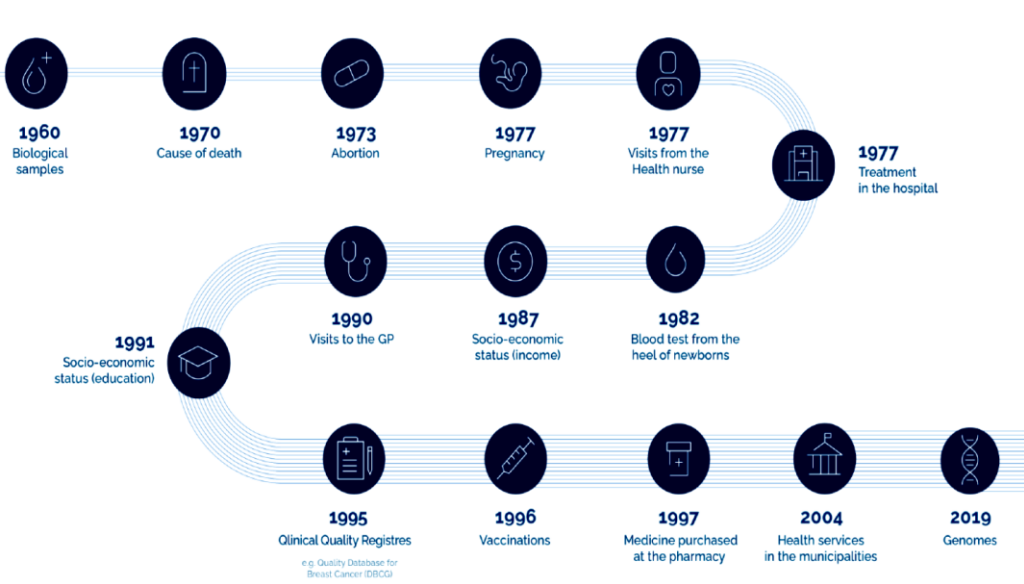 1960
Biological
samples
1970
Cause of death
1973
Abortion
1977
Pregnancy
1977
Visits from the
Health nurse
1977
Treatment
in the hospital
1982
Blood test from the
heel of newborns
1987
Socio-economic
status (income)
1990
Visits to the GP
1991
Socio-economic
status (education)
1995
Qlinical Quality Registres
e.g. Quality Database for
Breast Cancer (DBCG)
1996
Vaccinations
1997
Medicine purchased
at the pharmacy
2004
Health services
in the municipalities
2019
Genomes